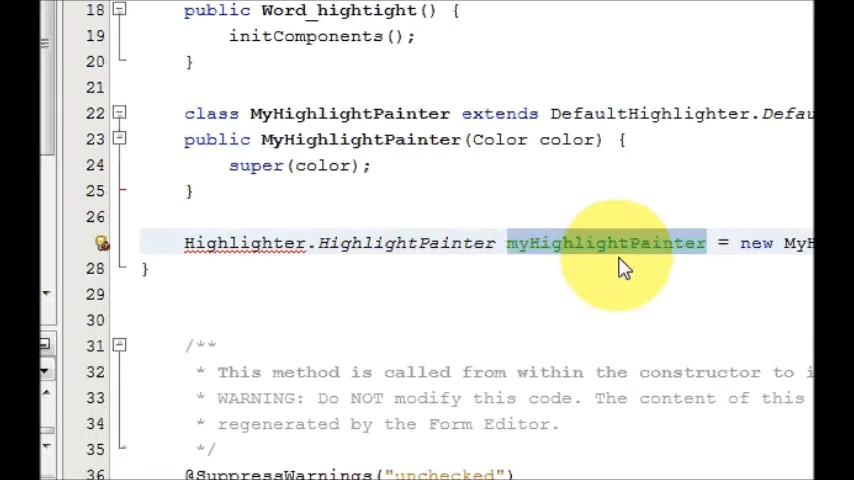 18 public Word_hightight() {
19 initComponents();
20 }
21
22 class MyHighlightPainter extends DefaultHighlighter.Defau
23 public MyHighlightPainter(Color color) {
24 super(color);
25 }
26
Highlighter.HighlightPainter myHighlightPainter = new MyH
28 }
29
30
31 /**
32 * This method is called from within the constructor to i
33 * WARNING: Do NOT modify this code. The content of this
34 * regenerated by the Form Editor.
35 */
36 @SuppressWarnings("unchecked")